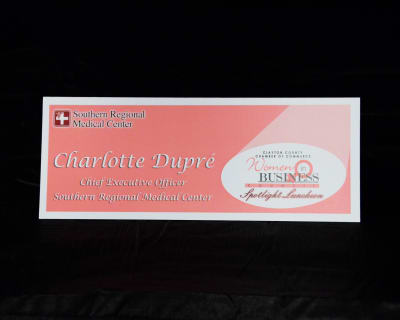 Southern Regional
Medical Center
Charlotte Dupré
Chief Executive Officer
Southern Regional Medical Center
CLAYTON COUNTY
CHAMBER OF COMMERCE
Women in
BUSINESS
Spotlight Luncheon